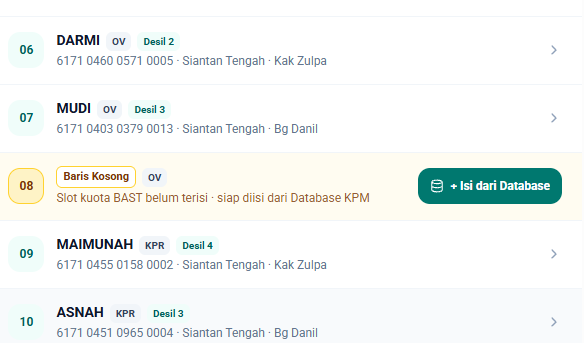 06 DARMI OV Desil 2
6171 0460 0571 0005 · Siantan Tengah · Kak Zulpa
07 MUDI OV Desil 3
6171 0403 0379 0013 · Siantan Tengah · Bg Danil
08 Baris Kosong OV
Slot kuota BAST belum terisi · siap diisi dari Database KPM
+ Isi dari Database
09 MAIMUNAH KPR Desil 4
6171 0455 0158 0002 · Siantan Tengah · Kak Zulpa
10 ASNAH KPR Desil 3
6171 0451 0965 0004 · Siantan Tengah · Bg Danil